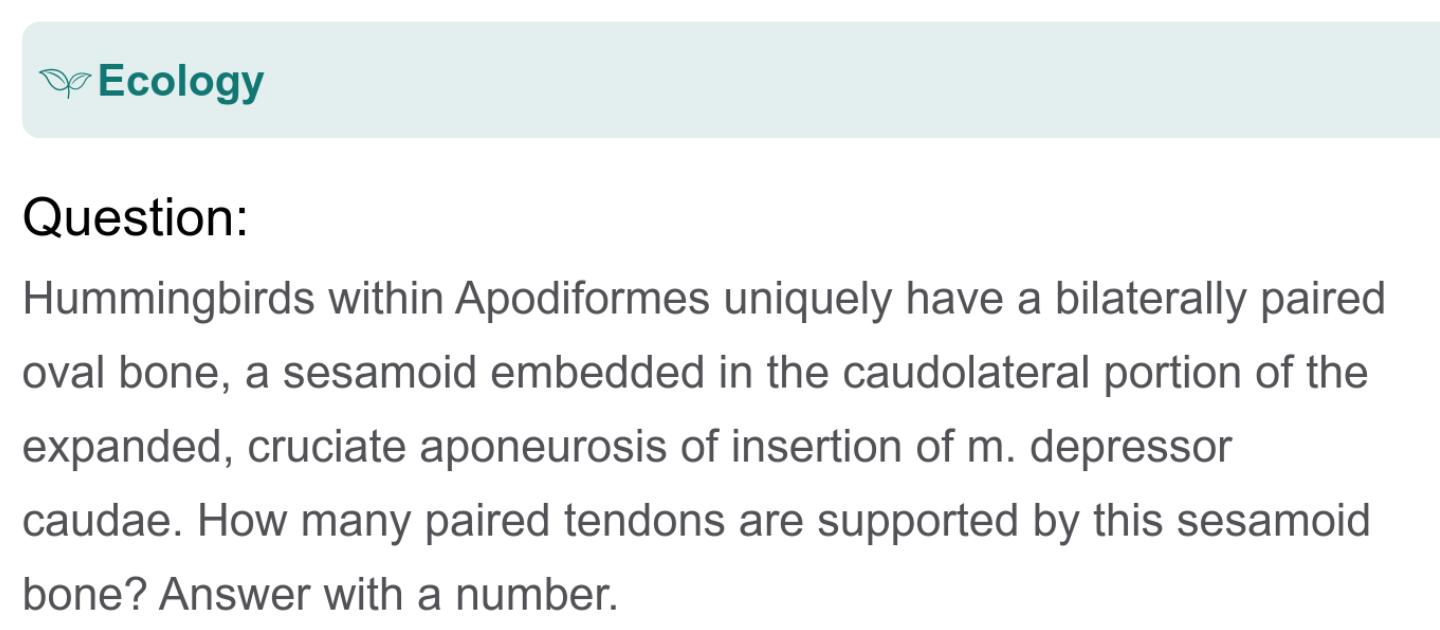 Ecology
Question:
Hummingbirds within Apodiformes uniquely have a bilaterally paired
oval bone, a sesamoid embedded in the caudolateral portion of the
expanded, cruciate aponeurosis of insertion of m. depressor
caudae. How many paired tendons are supported by this sesamoid
bone? Answer with a number.